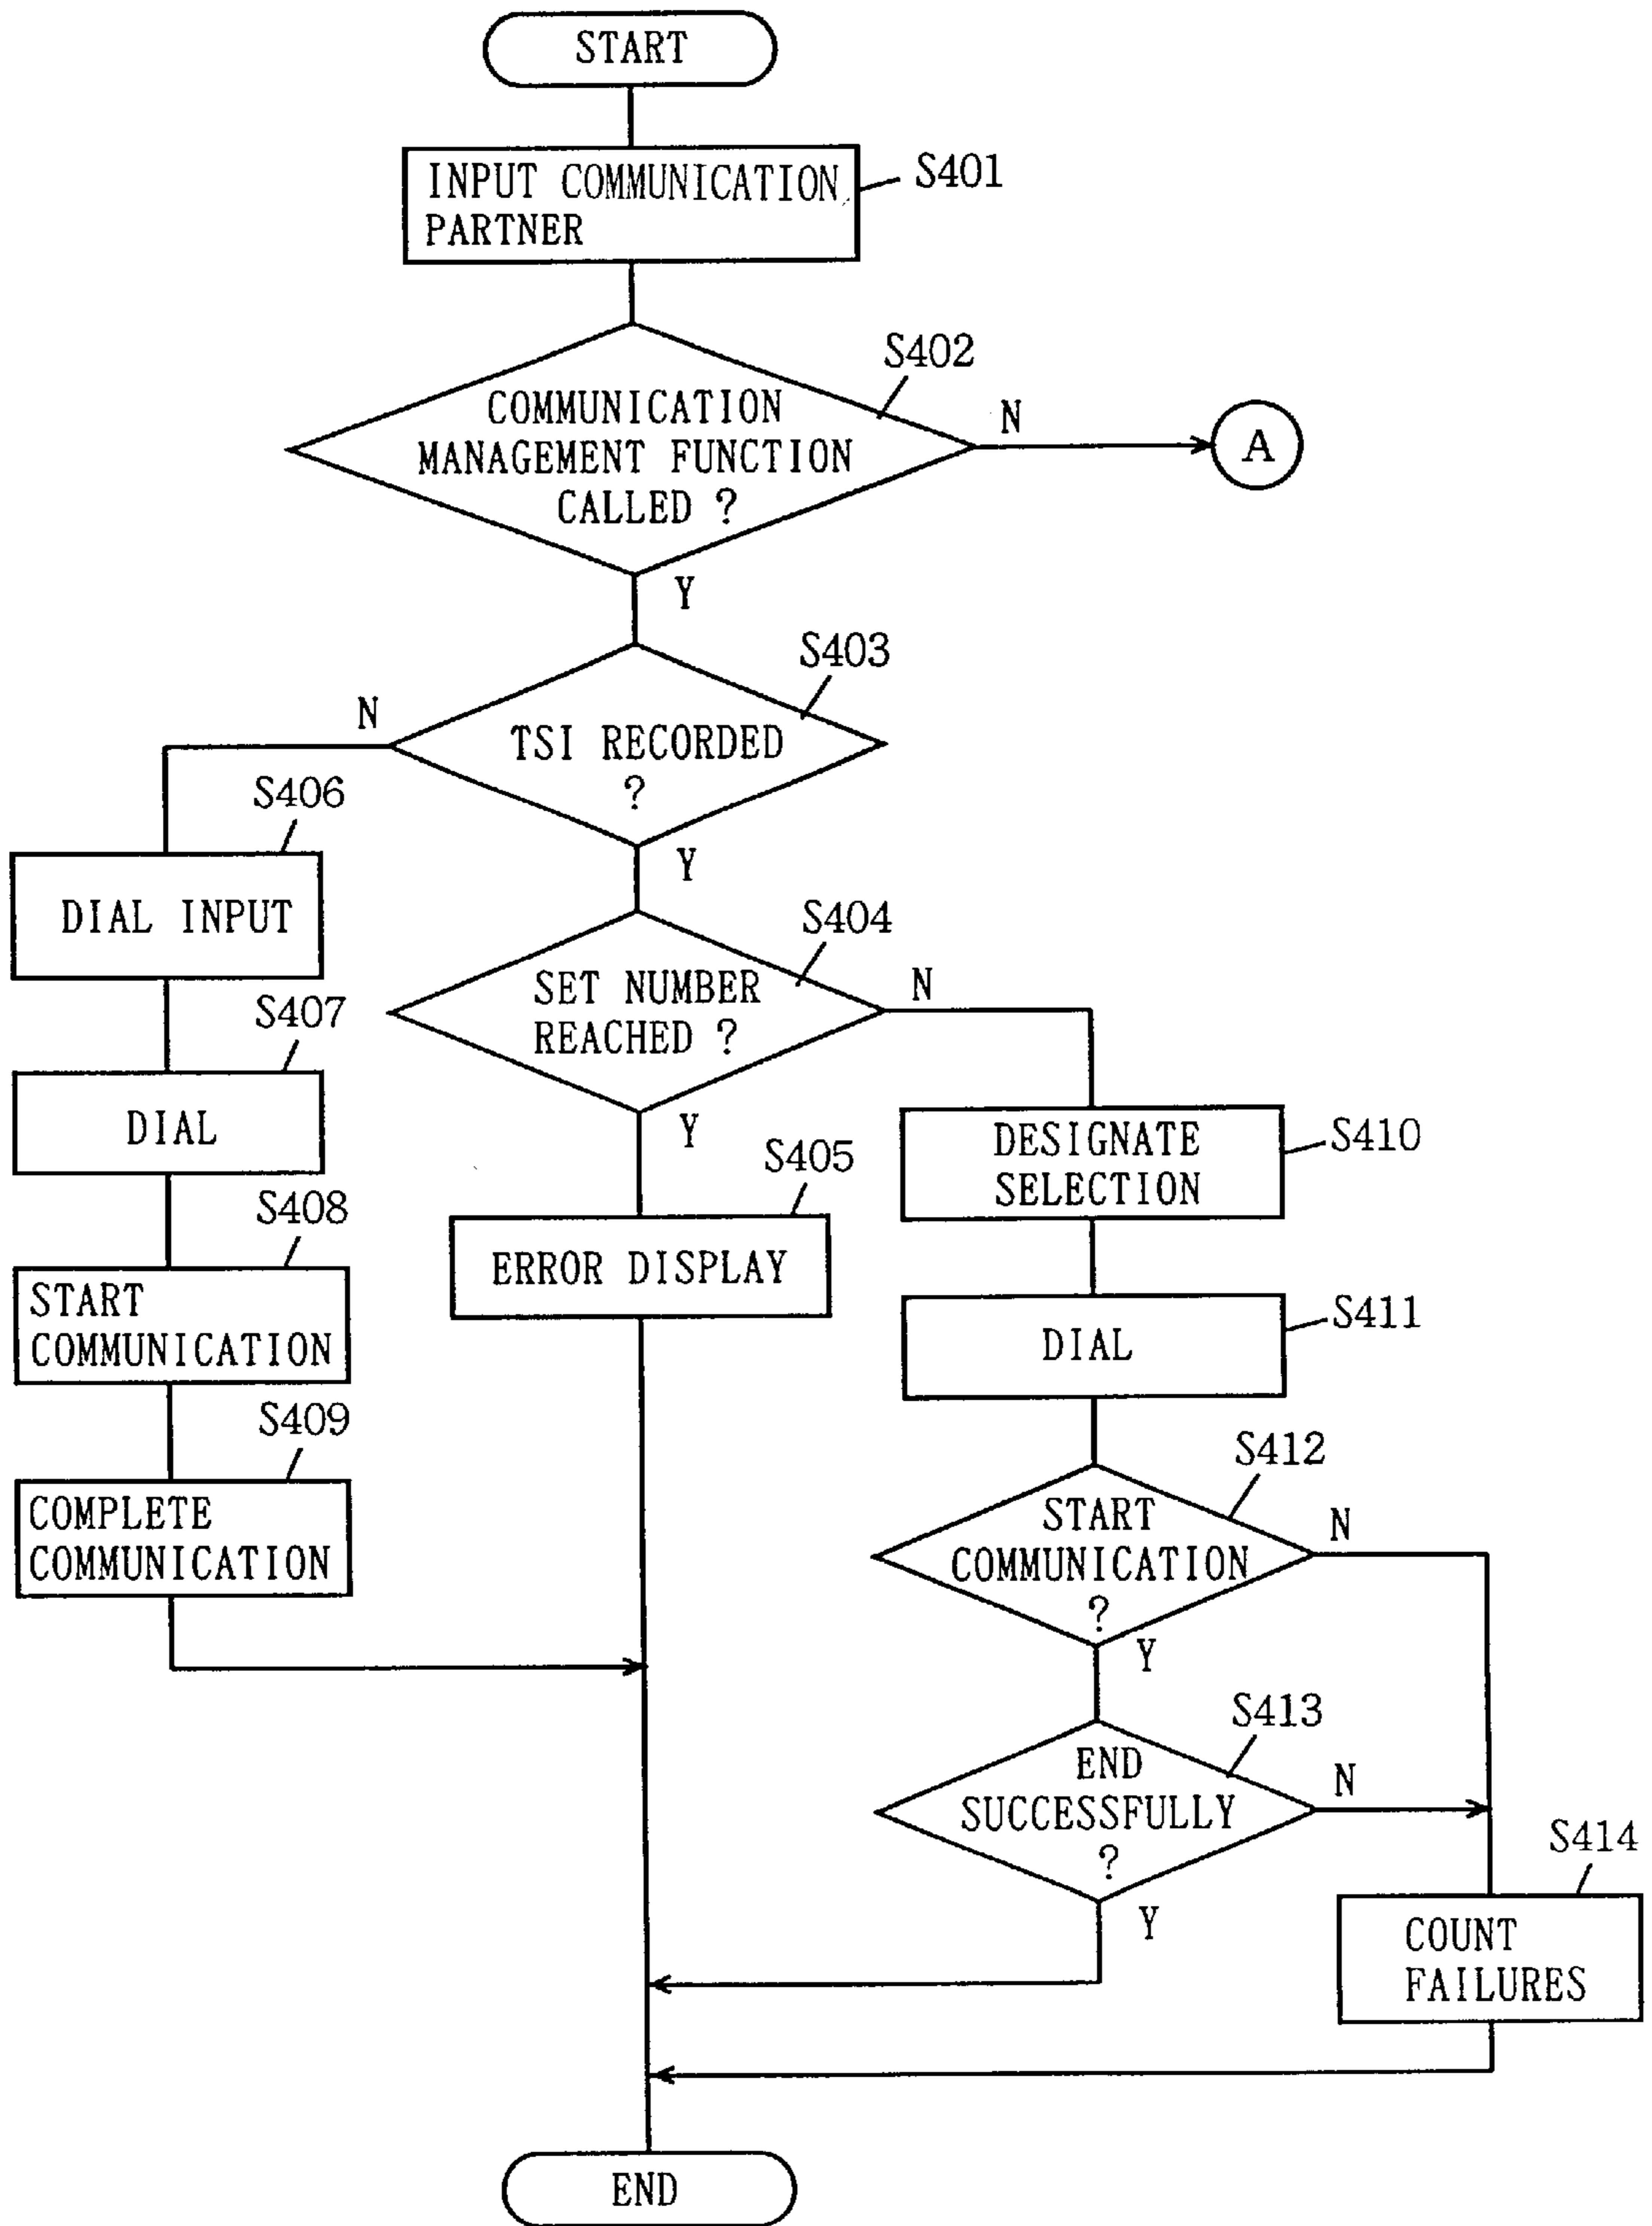 START
INPUT COMMUNICATION
PARTNER
S401
S402
COMMUNICATION
MANAGEMENT FUNCTION
CALLED ?
N
A
Y
S403
N
TSI RECORDED
?
S406
Y
DIAL INPUT
S404
SET NUMBER
REACHED ?
N
S407
DIAL
Y
DESIGNATE
SELECTION
S410
S405
S408
ERROR DISPLAY
START
COMMUNICATION
DIAL
S411
S409
S412
COMPLETE
COMMUNICATION
START
COMMUNICATION
?
N
Y
S413
END
SUCCESSFULLY
?
N
S414
Y
COUNT
FAILURES
END